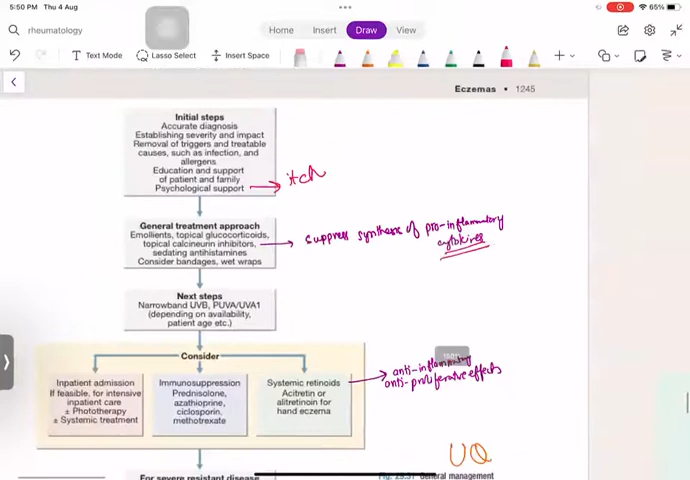 5:50 PM Thu 4 Aug
65%
rheumatology
Home Insert Draw View
Text Mode Lasso Select Insert Space
Eczemas • 1245
Initial steps
Accurate diagnosis
Establishing severity and impact
Removal of triggers and treatable
causes, such as infection, and
allergens
Education and support
of patient and family
Psychological support
itch
General treatment approach
Emollients, topical glucocorticoids,
topical calcineurin inhibitors,
sedating antihistamines
Consider bandages, wet wraps
suppress synthesis of pro-inflammatory
cytokines
Next steps
Narrowband UVB, PUVA/UVA1
(depending on availability,
patient age etc.)
Consider
Inpatient admission
If feasible, for intensive
inpatient care
± Phototherapy
± Systemic treatment
Immunosuppression
Prednisolone,
azathioprine,
ciclosporin,
methotrexate
Systemic retinoids
Acitretin or
alitretinoin for
hand eczema
anti-inflammatory
anti-proliferative effects
UQ
For severe resistant disease
General management